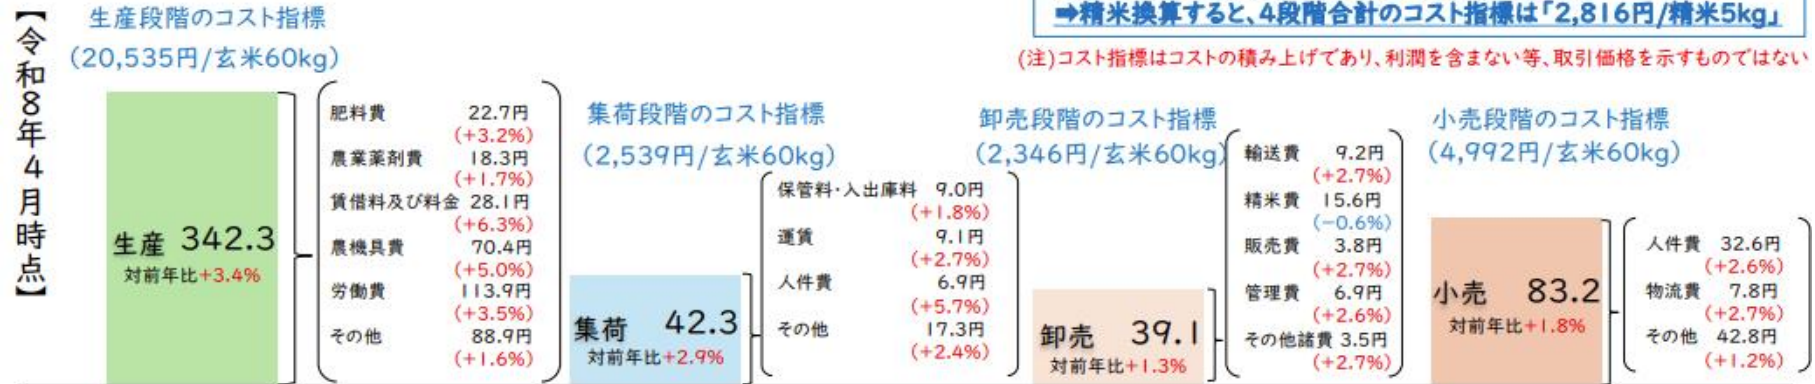 【令和8年4月時点】
➡精米換算すると、4段階合計のコスト指標は「2,816円/精米5kg」
(注)コスト指標はコストの積み上げであり、利潤を含まない等、取引価格を示すものではない
生産段階のコスト指標
(20,535円/玄米60kg)
生産 342.3
対前年比+3.4%
肥料費 22.7円
(+3.2%)
農業薬剤費 18.3円
(+1.7%)
賃借料及び料金 28.1円
(+6.3%)
農機具費 70.4円
(+5.0%)
労働費 113.9円
(+3.5%)
その他 88.9円
(+1.6%)
集荷段階のコスト指標
(2,539円/玄米60kg)
集荷 42.3
対前年比+2.9%
保管料・入出庫料 9.0円
(+1.8%)
運賃 9.1円
(+2.7%)
人件費 6.9円
(+5.7%)
その他 17.3円
(+2.4%)
卸売段階のコスト指標
(2,346円/玄米60kg)
卸売 39.1
対前年比+1.3%
輸送費 9.2円
(+2.7%)
精米費 15.6円
(−0.6%)
販売費 3.8円
(+2.7%)
管理費 6.9円
(+2.6%)
その他諸費 3.5円
(+2.7%)
小売段階のコスト指標
(4,992円/玄米60kg)
小売 83.2
対前年比+1.8%
人件費 32.6円
(+2.6%)
物流費 7.8円
(+2.7%)
その他 42.8円
(+1.2%)